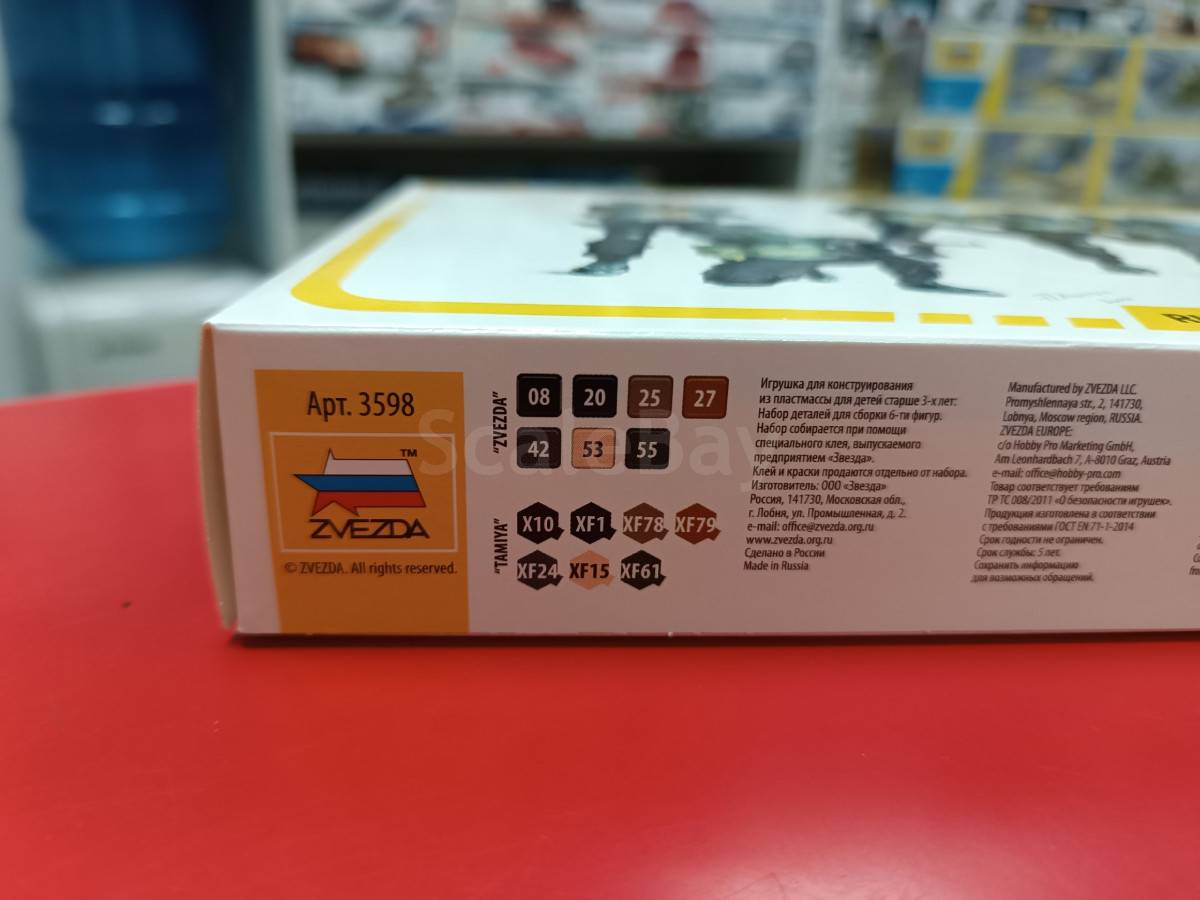 Арт. 3598
TM
ZVEZDA
© ZVEZDA. All rights reserved.
"ZVEZDA"
08 20 25 27
42 53 55
"TAMIYA"
X10 XF1 XF78 XF79
XF24 XF15 XF61
Игрушка для конструирования
из пластмассы для детей старше 3-х лет:
Набор деталей для сборки 6-ти фигур.
Набор собирается при помощи
специального клея, выпускаемого
предприятием «Звезда».
Клей и краски продаются отдельно от набора.
Изготовитель: ООО «Звезда»
Россия, 141730, Московская обл.,
г. Лобня, ул. Промышленная, д. 2.
e-mail: office@zvezda.org.ru
www.zvezda.org.ru
Сделано в России
Made in Russia
Manufactured by ZVEZDA LLC.
Promyshlennaya str., 2, 141730,
Lobnya, Moscow region, RUSSIA.
ZVEZDA EUROPE:
c/o Hobby Pro Marketing GmbH,
Am Leonhardbach 7, A-8010 Graz, Austria
e-mail: office@hobby-pro.com
Товар соответствует требованиям
ТР ТС 008/2011 «О безопасности игрушек».
Продукция изготовлена в соответствии
с требованиями ГОСТ EN 71-1-2014
Срок годности не ограничен.
Срок службы: 5 лет.
Сохранить информацию
для возможных обращений.
ScaleBay